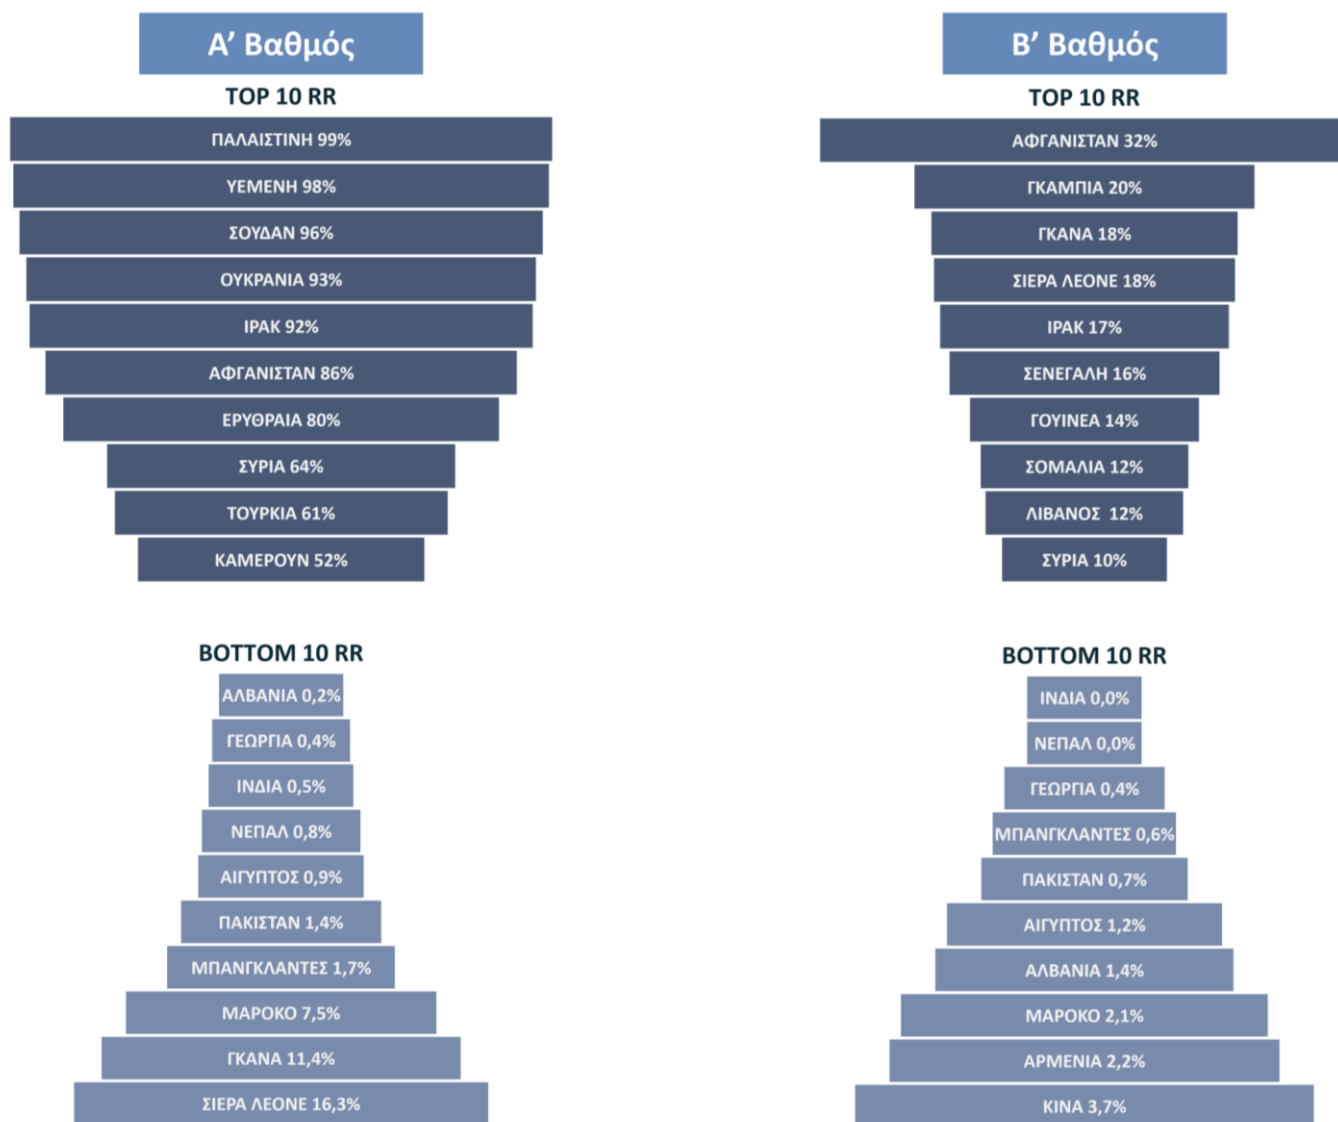 Α’ Βαθμός
TOP 10 RR
ΠΑΛΑΙΣΤΙΝΗ 99%
ΥΕΜΕΝΗ 98%
ΣΟΥΔΑΝ 96%
ΟΥΚΡΑΝΙΑ 93%
ΙΡΑΚ 92%
ΑΦΓΑΝΙΣΤΑΝ 86%
ΕΡΥΘΡΑΙΑ 80%
ΣΥΡΙΑ 64%
ΤΟΥΡΚΙΑ 61%
ΚΑΜΕΡΟΥΝ 52%
BOTTOM 10 RR
ΑΛΒΑΝΙΑ 0,2%
ΓΕΩΡΓΙΑ 0,4%
ΙΝΔΙΑ 0,5%
ΝΕΠΑΛ 0,8%
ΑΙΓΥΠΤΟΣ 0,9%
ΠΑΚΙΣΤΑΝ 1,4%
ΜΠΑΝΓΚΛΑΝΤΕΣ 1,7%
ΜΑΡΟΚΟ 7,5%
ΓΚΑΝΑ 11,4%
ΣΙΕΡΑ ΛΕΟΝΕ 16,3%
Β’ Βαθμός
TOP 10 RR
ΑΦΓΑΝΙΣΤΑΝ 32%
ΓΚΑΜΠΙΑ 20%
ΓΚΑΝΑ 18%
ΣΙΕΡΑ ΛΕΟΝΕ 18%
ΙΡΑΚ 17%
ΣΕΝΕΓΑΛΗ 16%
ΓΟΥΙΝΕΑ 14%
ΣΟΜΑΛΙΑ 12%
ΛΙΒΑΝΟΣ 12%
ΣΥΡΙΑ 10%
BOTTOM 10 RR
ΙΝΔΙΑ 0,0%
ΝΕΠΑΛ 0,0%
ΓΕΩΡΓΙΑ 0,4%
ΜΠΑΝΓΚΛΑΝΤΕΣ 0,6%
ΠΑΚΙΣΤΑΝ 0,7%
ΑΙΓΥΠΤΟΣ 1,2%
ΑΛΒΑΝΙΑ 1,4%
ΜΑΡΟΚΟ 2,1%
ΑΡΜΕΝΙΑ 2,2%
ΚΙΝΑ 3,7%